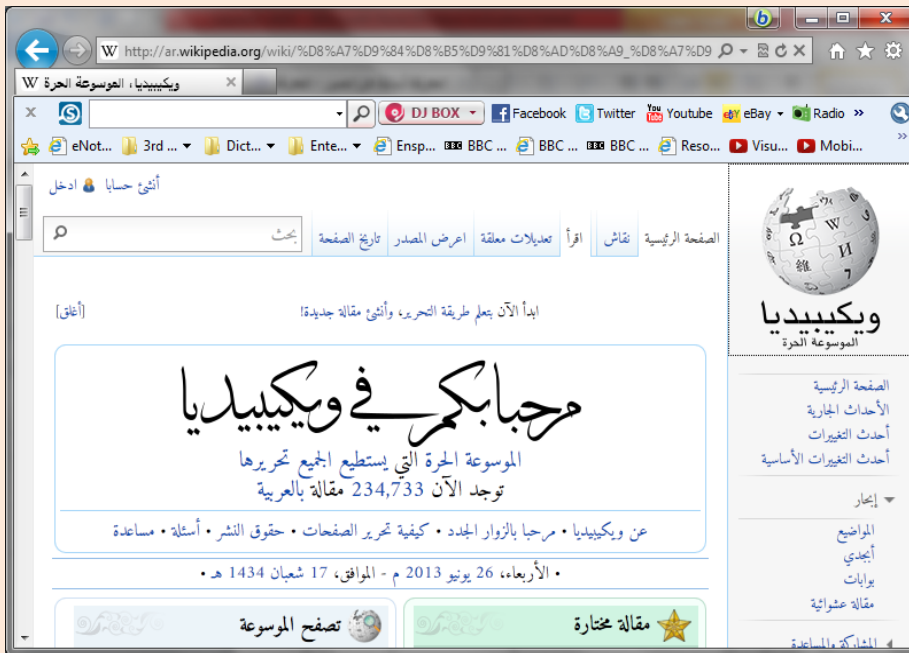 http://ar.wikipedia.org/wiki/%D8%A7%D9%84%D8%B5%D9%81%D8%AD%D8%A9_%D8%A7%D9
W ويكيبيديا، الموسوعة الحرة
DJ BOX Facebook Twitter You Tube Youtube eBay Radio »
eNot... 3rd ... Dict... Ente... Ensp... BBC BBC ... BBC ... BBC BBC ... Reso... Visu... Mobi... »
أنشئ حسابا ادخل
الصفحة الرئيسية نقاش اقرأ تعديلات معلقة اعرض المصدر تاريخ الصفحة بحث
ابدأ الآن بتعلم طريقة التحرير، وأنشئ مقالة جديدة! [أغلق]
مرحبا بكم في ويكيبيديا
الموسوعة الحرة التي يستطيع الجميع تحريرها
توجد الآن 234,733 مقالة بالعربية
عن ويكيبيديا • مرحبا بالزوار الجدد • كيفية تحرير الصفحات • حقوق النشر • أسئلة • مساعدة
• الأربعاء، 26 يونيو 2013 م - الموافق، 17 شعبان 1434 هـ •
مقالة مختارة
تصفح الموسوعة
ويكيبيديا
الموسوعة الحرة
الصفحة الرئيسية
الأحداث الجارية
أحدث التغييرات
أحدث التغييرات الأساسية
إبحار
المواضيع
أبجدي
بوابات
مقالة عشوائية
المشاركة والمساعدة